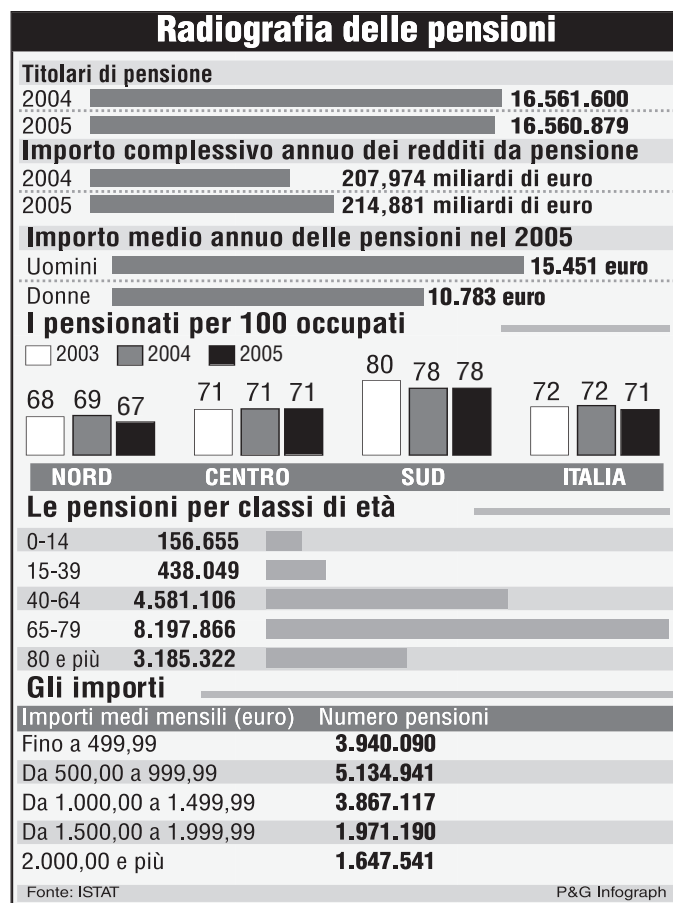 Radiografia delle pensioni
Titolari di pensione
2004 16.561.600
2005 16.560.879
Importo complessivo annuo dei redditi da pensione
2004 207,974 miliardi di euro
2005 214,881 miliardi di euro
Importo medio annuo delle pensioni nel 2005
Uomini 15.451 euro
Donne 10.783 euro
I pensionati per 100 occupati
2003 2004 2005
68 69 67 71 71 71 80 78 78 72 72 71
NORD CENTRO SUD ITALIA
Le pensioni per classi di età
0-14 156.655
15-39 438.049
40-64 4.581.106
65-79 8.197.866
80 e più 3.185.322
Gli importi
Importi medi mensili (euro) Numero pensioni
Fino a 499,99 3.940.090
Da 500,00 a 999,99 5.134.941
Da 1.000,00 a 1.499,99 3.867.117
Da 1.500,00 a 1.999,99 1.971.190
2.000,00 e più 1.647.541
Fonte: ISTAT P&G Infograph